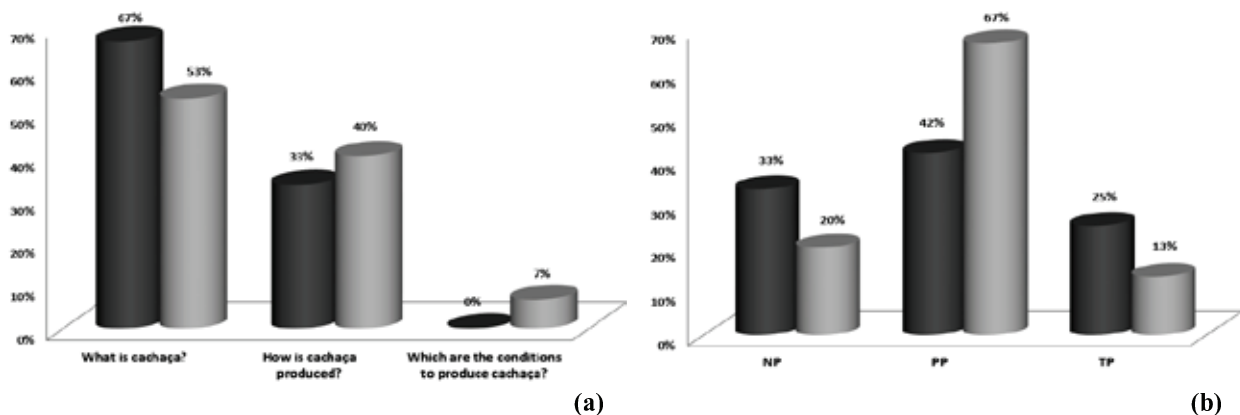 67%
70%
60%
53%
50%
40%
40%
33%
30%
20%
10%
7%
0%
0%
What is cachaça?
How is cachaça
produced?
Which are the conditions
to produce cachaça?
(a)
67%
70%
60%
50%
42%
40%
33%
30%
25%
20%
20%
13%
10%
0%
NP
PP
TP
(b)